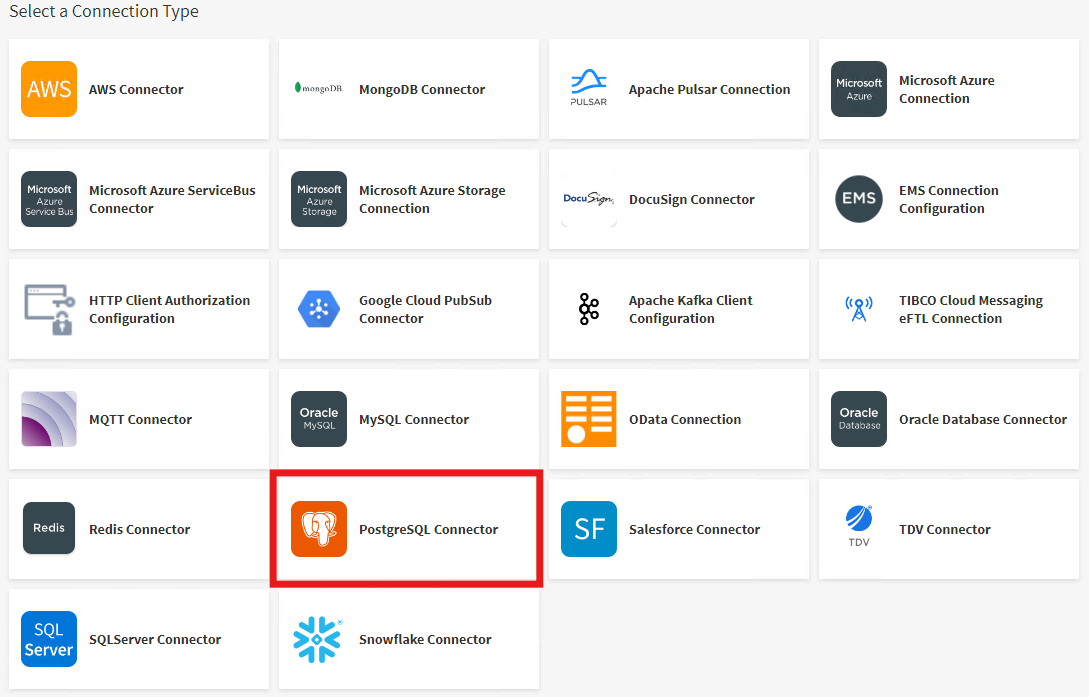 Select a Connection Type
AWS
AWS Connector
mongoDB.
MongoDB Connector
PULSAR
Apache Pulsar Connection
Microsoft
Azure
Microsoft Azure
Connection
Microsoft
Azure
Service Bus
Microsoft Azure ServiceBus
Connector
Microsoft
Azure
Storage
Microsoft Azure Storage
Connection
DocuSign
DocuSign Connector
EMS
EMS Connection
Configuration
HTTP Client Authorization
Configuration
Google Cloud PubSub
Connector
Apache Kafka Client
Configuration
TIBCO Cloud Messaging
eFTL Connection
MQTT Connector
Oracle
MySQL
MySQL Connector
OData Connection
Oracle
Database
Oracle Database Connector
Redis
Redis Connector
PostgreSQL Connector
SF
Salesforce Connector
TDV
TDV Connector
SQL
Server
SQLServer Connector
Snowflake Connector